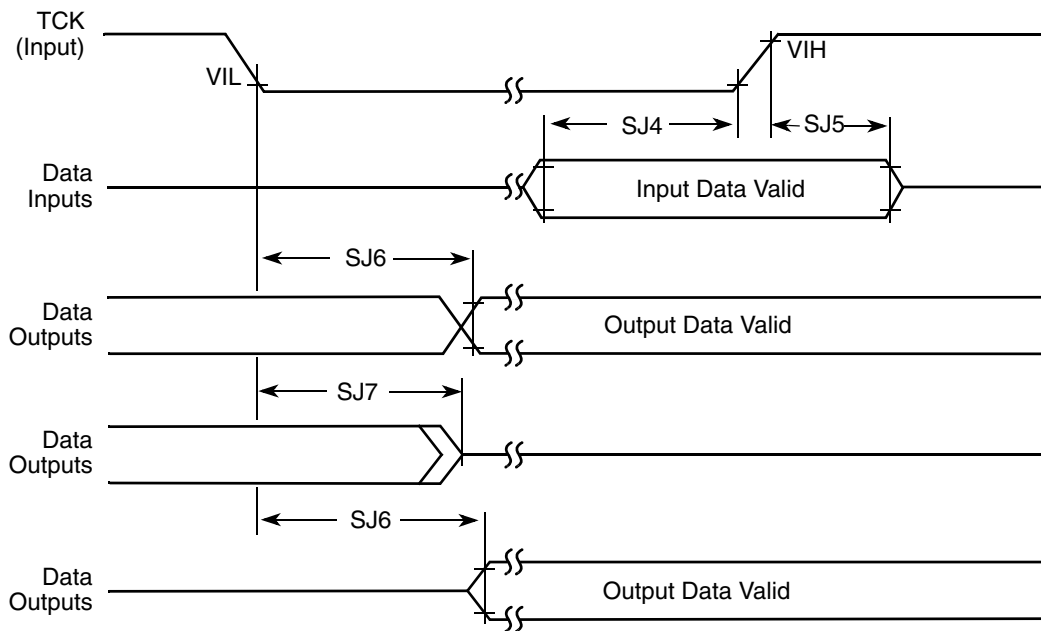 TCK
(Input)
VIL
VIH
SJ4
SJ5
Data
Inputs
Input Data Valid
SJ6
Data
Outputs
Output Data Valid
SJ7
Data
Outputs
SJ6
Data
Outputs
Output Data Valid